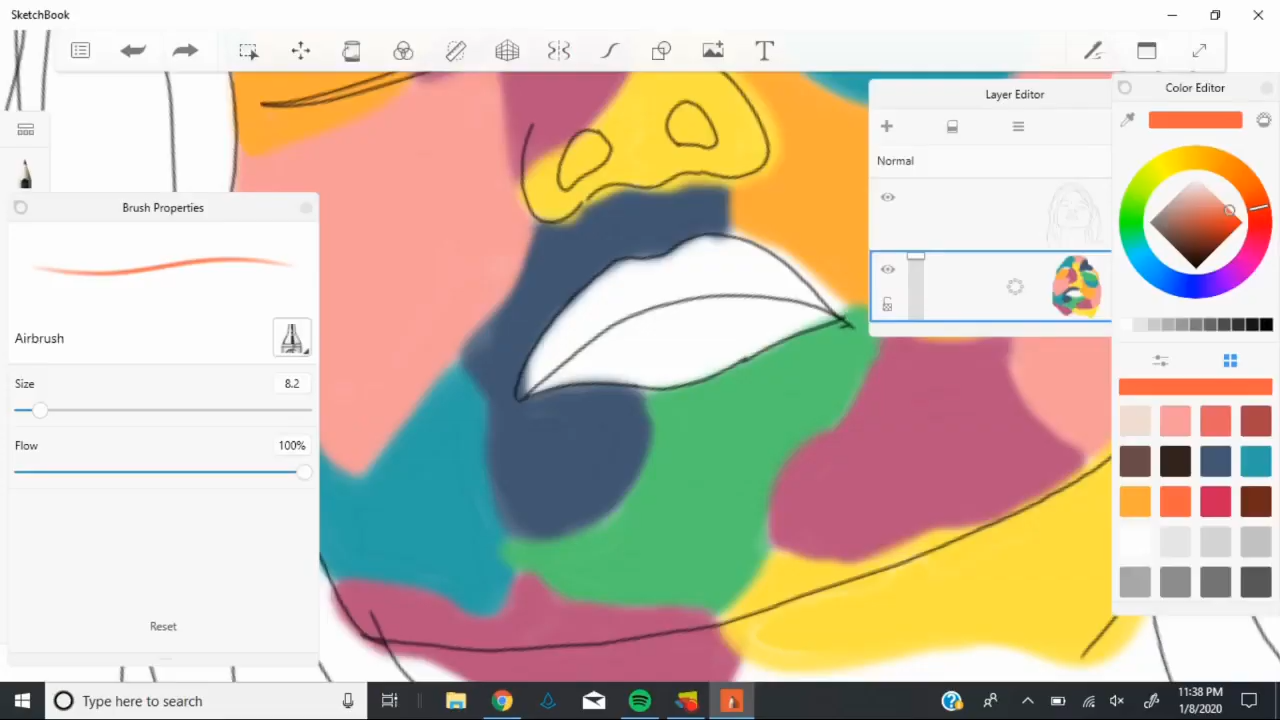 SketchBook
T
Layer Editor
Color Editor
Normal
Brush Properties
Airbrush
Size
8.2
Flow
100%
Reset
Type here to search
11:38 PM
1/8/2020